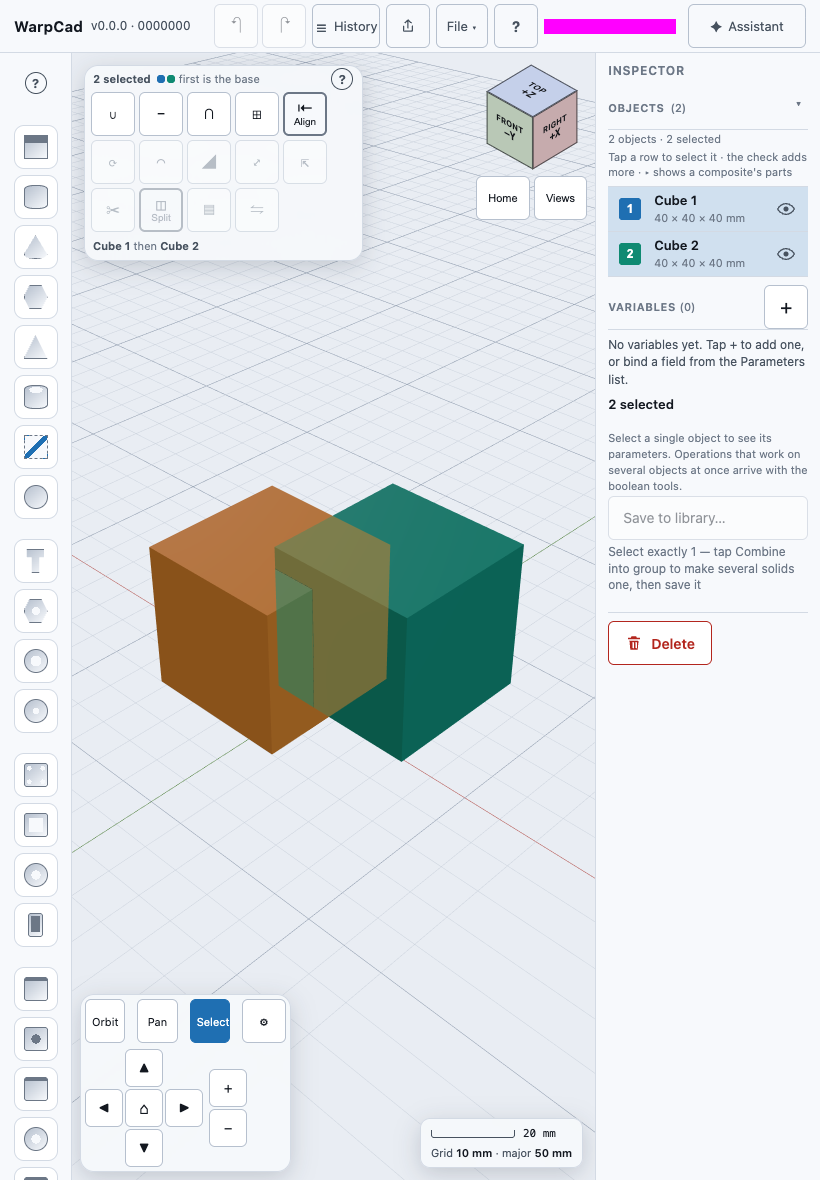 WarpCad v0.0.0 · 0000000
History
File
?
Assistant
?
2 selected first is the base ?
Align
Split
Cube 1 then Cube 2
TOP
+Z
FRONT
−Y
RIGHT
+X
Home
Views
INSPECTOR
OBJECTS (2)
2 objects · 2 selected
Tap a row to select it · the check adds
more · ‣ shows a composite's parts
1
Cube 1
40 × 40 × 40 mm
2
Cube 2
40 × 40 × 40 mm
VARIABLES (0)
+
No variables yet. Tap + to add one,
or bind a field from the Parameters
list.
2 selected
Select a single object to see its
parameters. Operations that work on
several objects at once arrive with the
boolean tools.
Save to library...
Select exactly 1 — tap Combine
into group to make several solids
one, then save it
Delete
Orbit
Pan
Select
+
−
20 mm
Grid 10 mm · major 50 mm